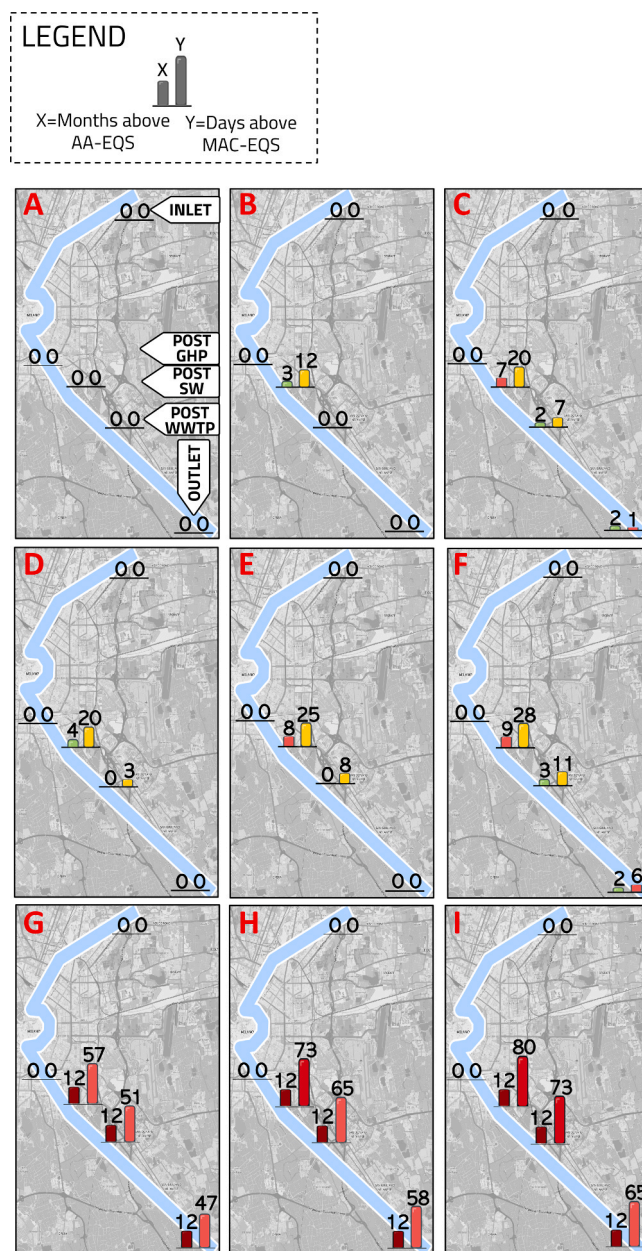 LEGEND
Y
X
X=Months above
AA-EQS
Y=Days above
MAC-EQS
A
0 0
INLET
POST
GHP
0 0
POST
SW
0 0
POST
WWTP
0 0
OUTLET
0 0
B
0 0
0 0
3 12
0 0
0 0
C
0 0
0 0
7 20
2 7
2 1
D
0 0
0 0
4 20
0 3
0 0
E
0 0
0 0
8 25
0 8
0 0
F
0 0
0 0
9 28
3 11
2 6
G
0 0
0 0
12 57
12 51
12 47
H
0 0
0 0
12 73
12 65
12 58
I
0 0
0 0
12 80
12 73
12 65